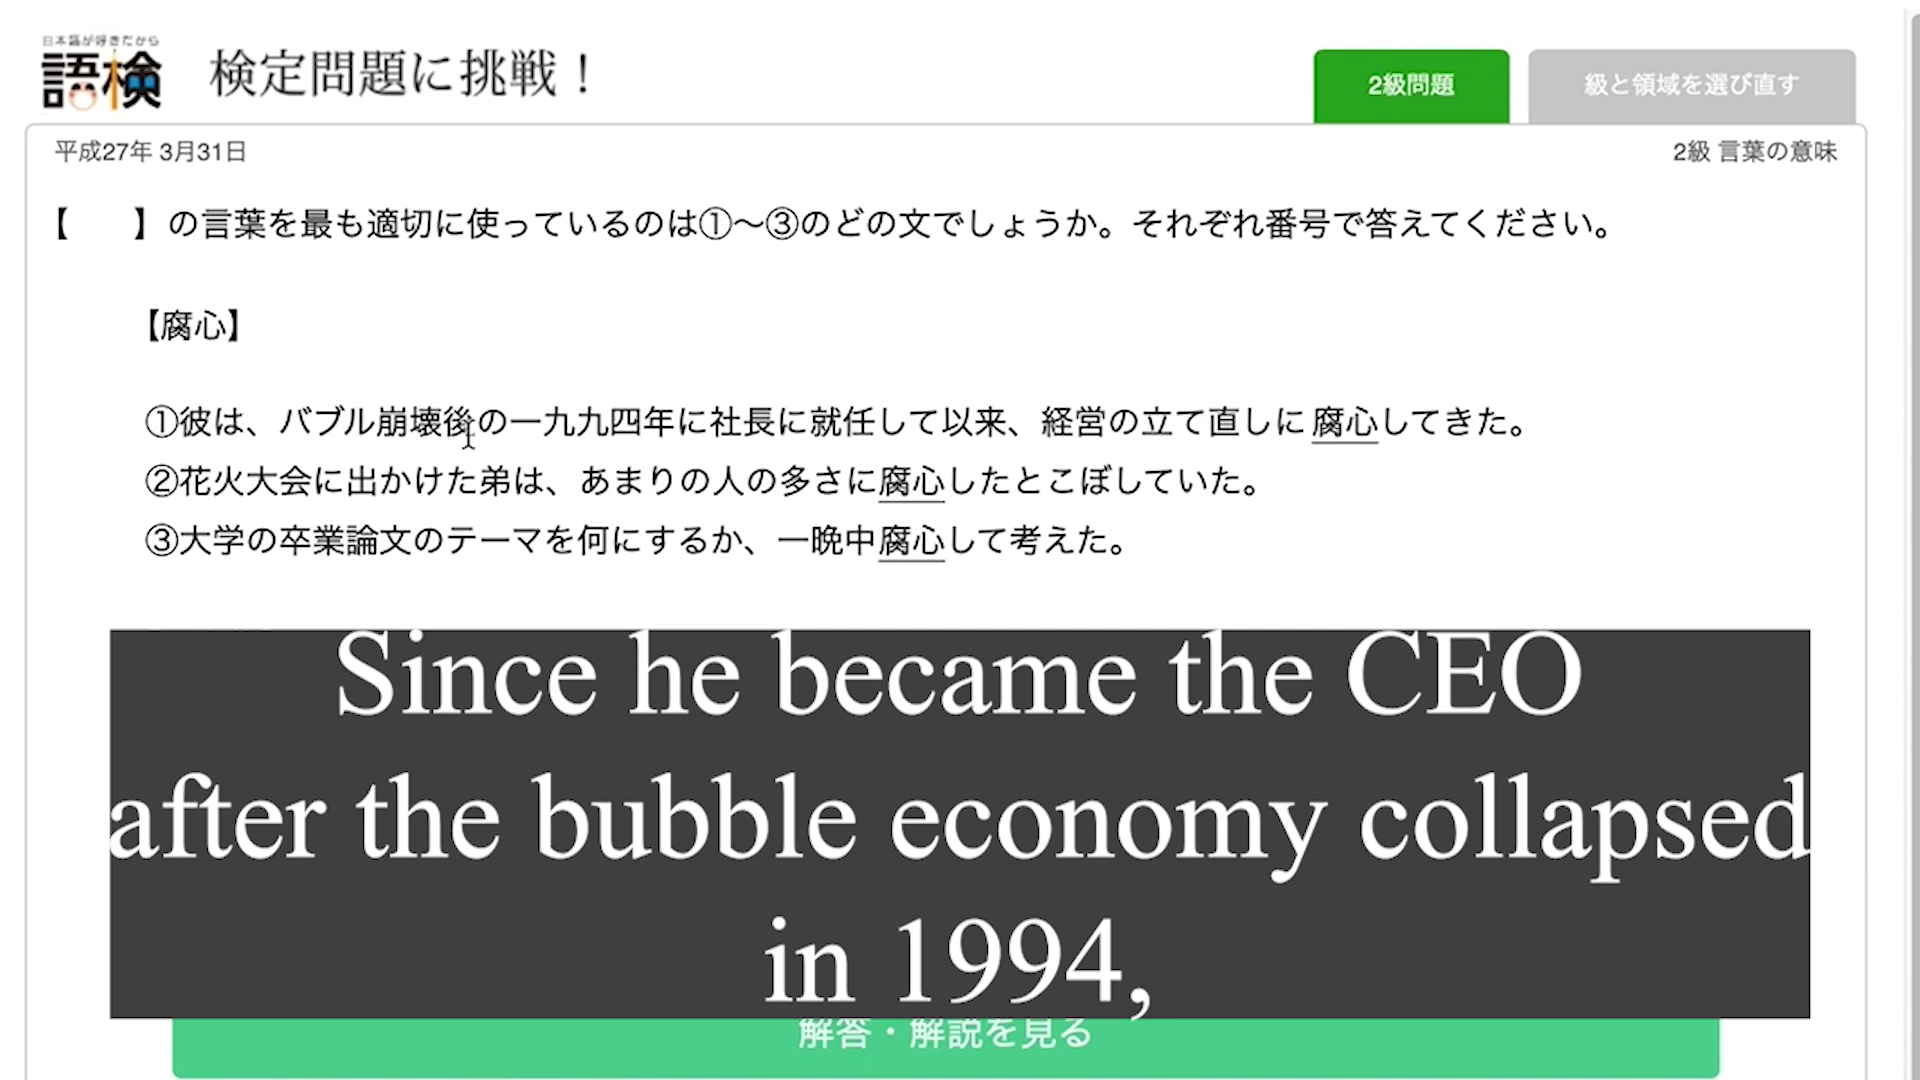 日本語が好きだから
語検
検定問題に挑戦！
2級問題
級と領域を選び直す
平成27年 3月31日
2級 言葉の意味
【　　】の言葉を最も適切に使っているのは①〜③のどの文でしょうか。それぞれ番号で答えてください。
【腐心】
①彼は、バブル崩壊後の一九九四年に社長に就任して以来、経営の立て直しに腐心してきた。
②花火大会に出かけた弟は、あまりの人の多さに腐心したとこぼしていた。
③大学の卒業論文のテーマを何にするか、一晩中腐心して考えた。
Since he became the CEO
after the bubble economy collapsed
in 1994,
解答・解説を見る